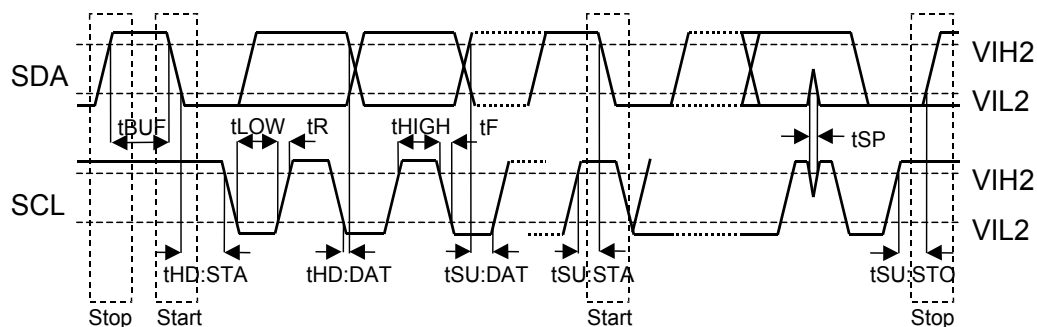 VIH2
SDA
VIL2
tBUF tLOW tR tHIGH tF tSP
VIH2
SCL
VIL2
tHD:STA tHD:DAT tSU:DAT tSU:STA tSU:STO
Stop Start Start Stop